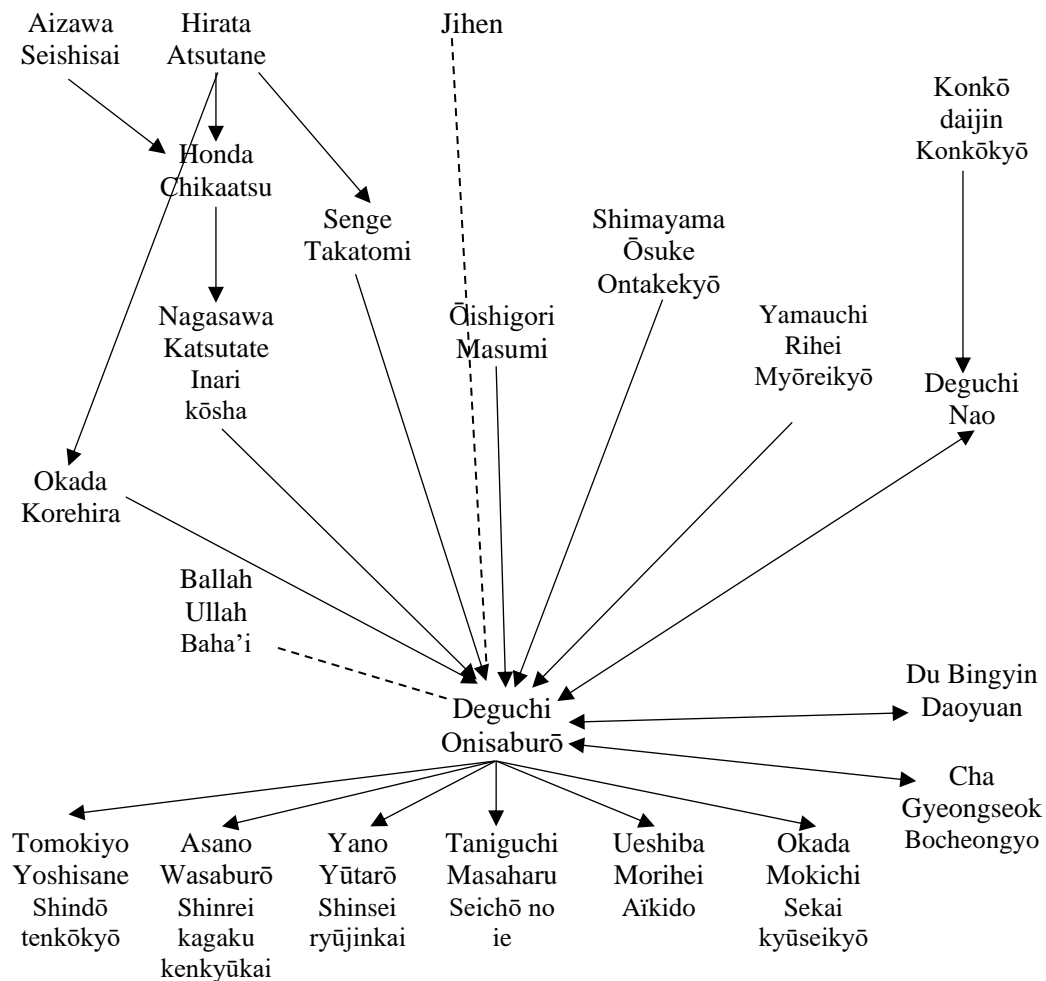 Aizawa
Seishisai
Hirata
Atsutane
Jihen
Konkō
daijin
Konkōkyō
Honda
Chikaatsu
Senge
Takatomi
Shimayama
Ōsuke
Ontakekyō
Nagasawa
Katsutate
Inari
kōsha
Ōishigori
Masumi
Yamauchi
Rihei
Myōreikyō
Deguchi
Nao
Okada
Korehira
Ballah
Ullah
Baha’i
Deguchi
Onisaburō
Du Bingyin
Daoyuan
Cha
Gyeongseok
Bocheongyo
Tomokiyo
Yoshisane
Shindō
tenkōkyō
Asano
Wasaburō
Shinrei
kagaku
kenkyūkai
Yano
Yūtarō
Shinsei
ryūjinkai
Taniguchi
Masaharu
Seichō no
ie
Ueshiba
Morihei
Aïkido
Okada
Mokichi
Sekai
kyūseikyō